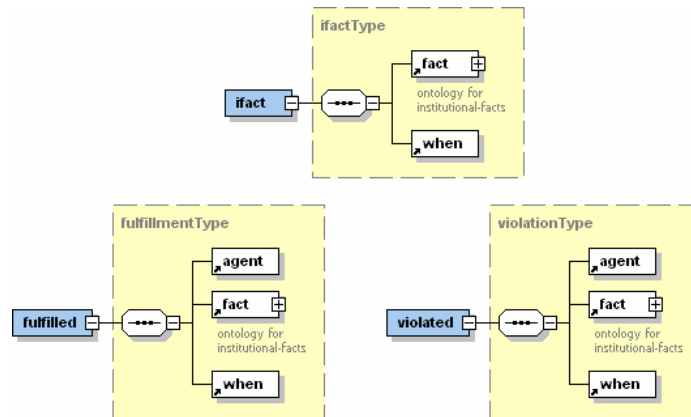 ifactType
fact
ontology for
institutional-facts
ifact
when
fulfillmentType
agent
fact
fulfilled
ontology for
institutional-facts
when
violationType
agent
fact
violated
ontology for
institutional-facts
when